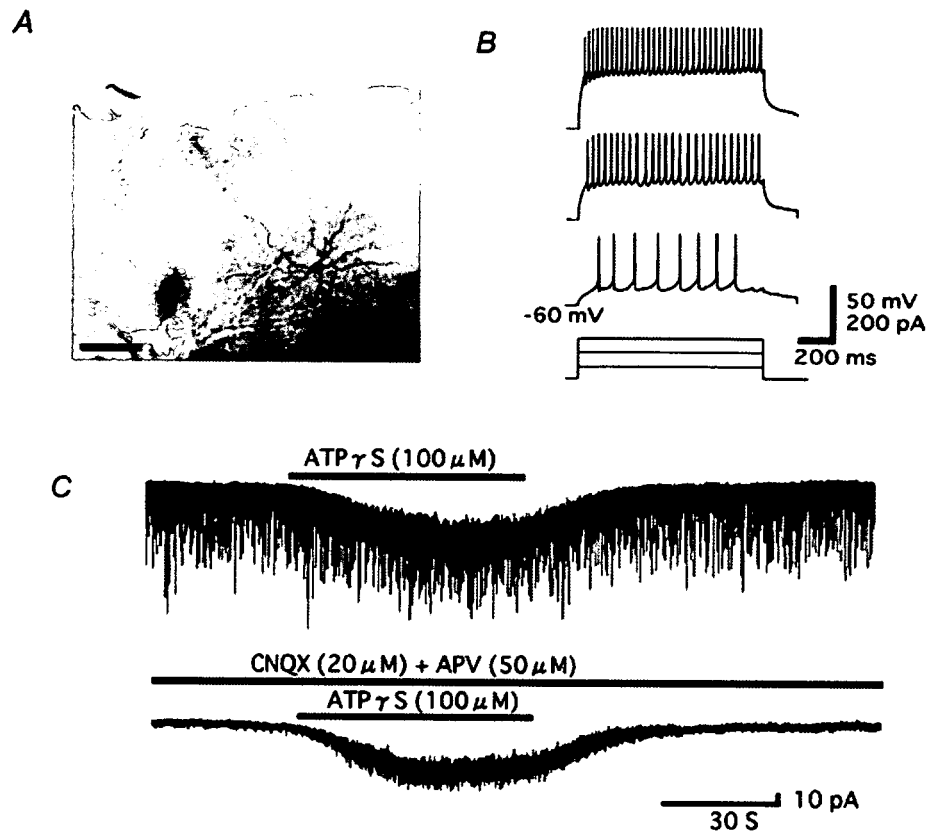 A
B
-60 mV
50 mV
200 pA
200 ms
C
ATPγS (100μM)
CNQX (20μM) + APV (50μM)
ATPγS (100μM)
10 pA
30 S